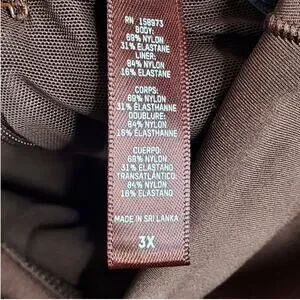 RN 158973
BODY:
69% NYLON
31% ELASTANE
LINER:
84% NYLON
16% ELASTANE
CORPS:
69% NYLON
31% ÉLASTHANNE
DOUBLURE:
84% NYLON
16% ÉLASTHANNE
CUERPO:
69% NYLON
31% ELASTANO
TRANSATLÁNTICO:
84% NYLON
16% ELASTANO
MADE IN SRI LANKA
3X